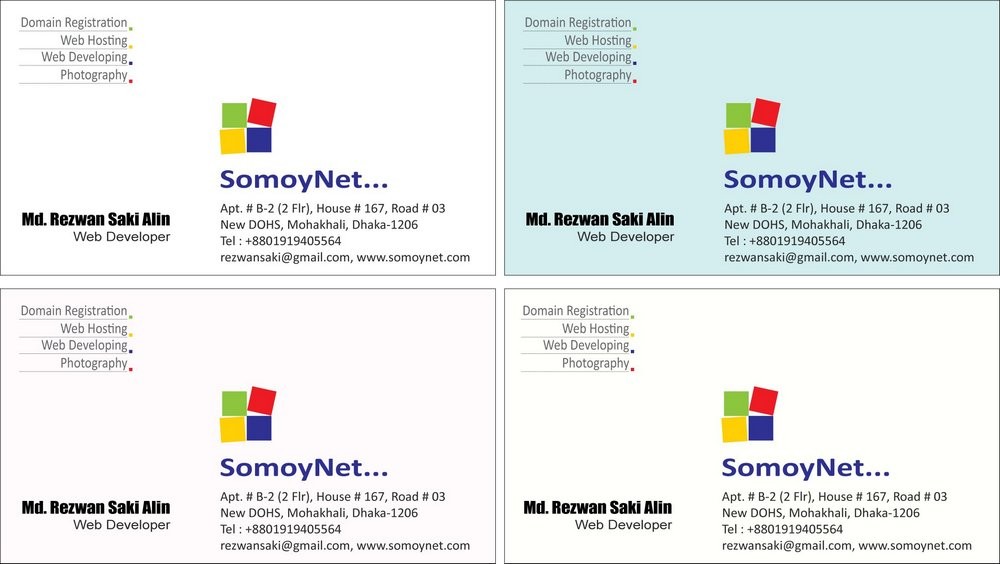 Domain Registration
Web Hosting
Web Developing
Photography
SomoyNet...
Md. Rezwan Saki Alin
Web Developer
Apt. # B-2 (2 Flr), House # 167, Road # 03
New DOHS, Mohakhali, Dhaka-1206
Tel : +8801919405564
rezwansaki@gmail.com, www.somoynet.com
Domain Registration
Web Hosting
Web Developing
Photography
SomoyNet...
Md. Rezwan Saki Alin
Web Developer
Apt. # B-2 (2 Flr), House # 167, Road # 03
New DOHS, Mohakhali, Dhaka-1206
Tel : +8801919405564
rezwansaki@gmail.com, www.somoynet.com
Domain Registration
Web Hosting
Web Developing
Photography
SomoyNet...
Md. Rezwan Saki Alin
Web Developer
Apt. # B-2 (2 Flr), House # 167, Road # 03
New DOHS, Mohakhali, Dhaka-1206
Tel : +8801919405564
rezwansaki@gmail.com, www.somoynet.com
Domain Registration
Web Hosting
Web Developing
Photography
SomoyNet...
Md. Rezwan Saki Alin
Web Developer
Apt. # B-2 (2 Flr), House # 167, Road # 03
New DOHS, Mohakhali, Dhaka-1206
Tel : +8801919405564
rezwansaki@gmail.com, www.somoynet.com